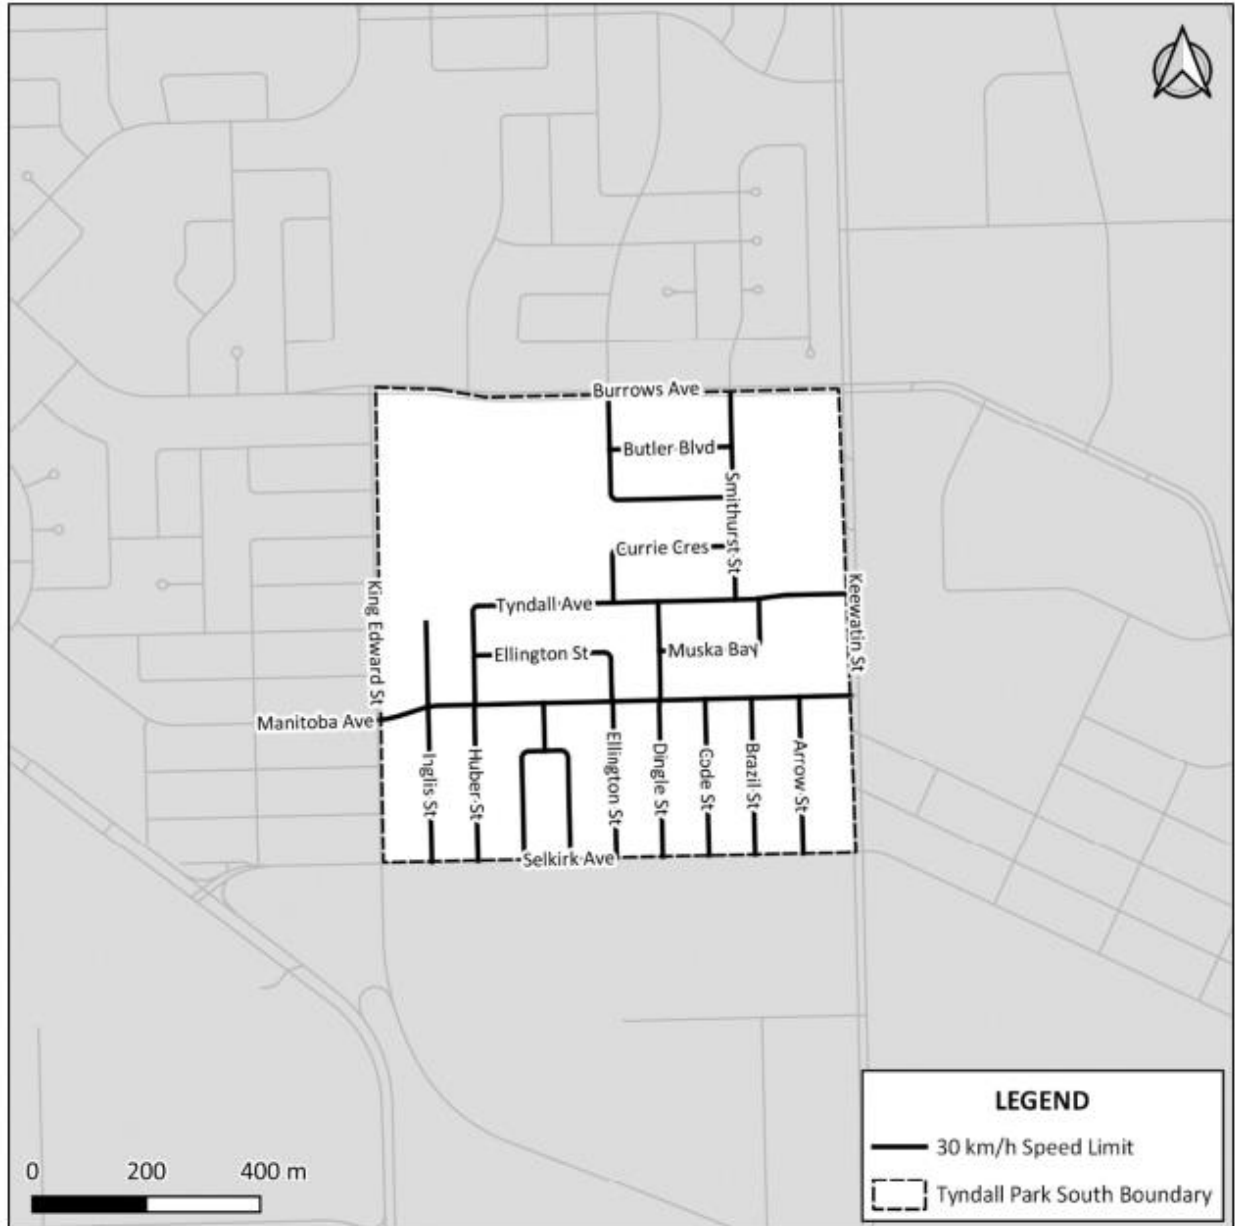 Burrows Ave
Butler Blvd
Smithurst St
Currie Cres
Tyndall Ave
King Edward St
Keewatin St
Ellington St
Muska Bay
Manitoba Ave
Inglis St
Huber St
Ellington St
Dingle St
Code St
Brazil St
Arrow St
Selkirk Ave
LEGEND
30 km/h Speed Limit
Tyndall Park South Boundary
0 200 400 m